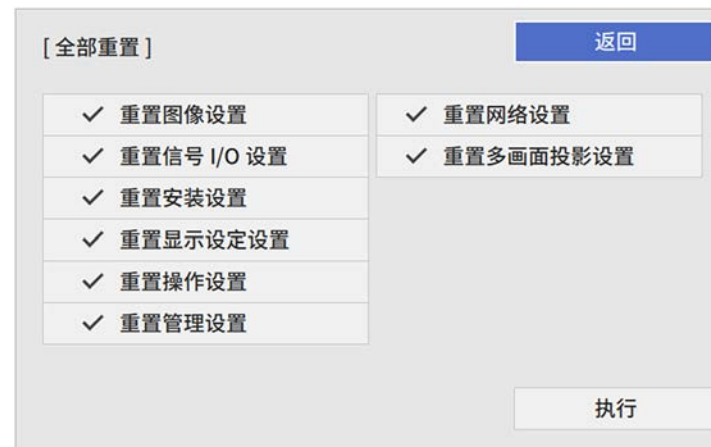 [ 全部重置 ]
返回
重置图像设置
重置信号 I/O 设置
重置安装设置
重置显示设定设置
重置操作设置
重置管理设置
重置网络设置
重置多画面投影设置
执行